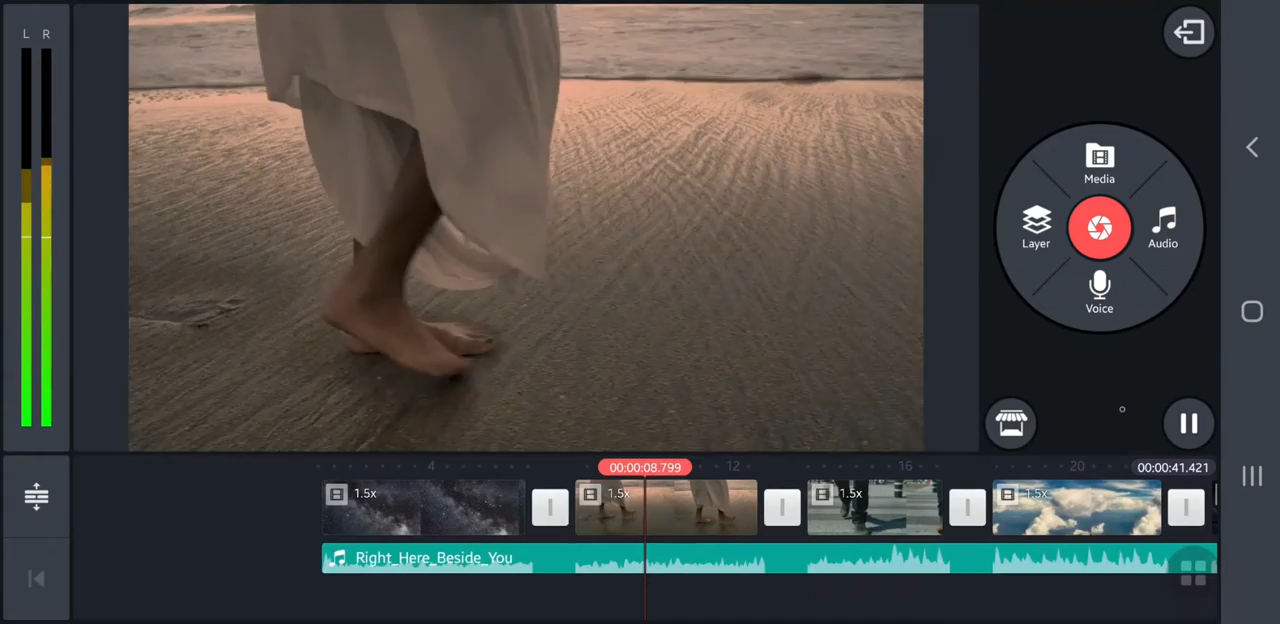 L R
Media
Layer
Audio
Voice
00:00:08.799
00:00:41.421
4
12
16
20
1.5x
1.5x
1.5x
1.5x
Right_Here_Beside_You